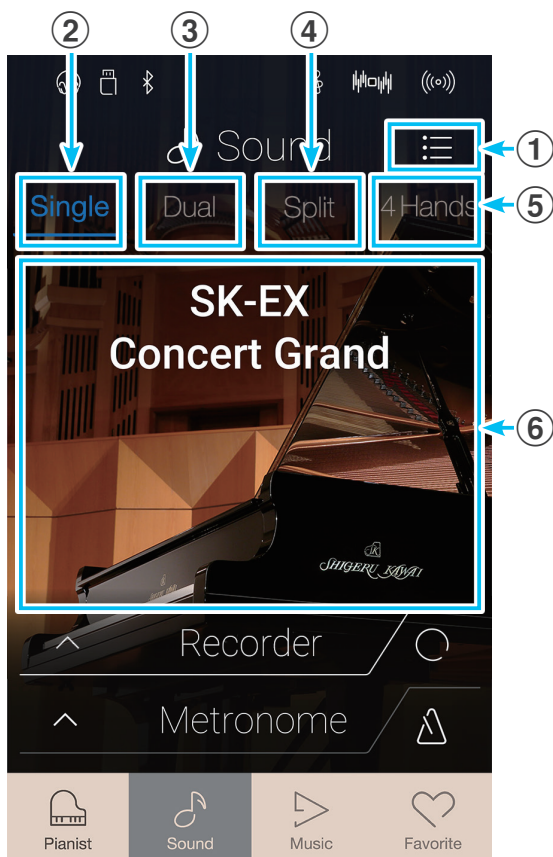 ② ③ ④
Sound
①
Single Dual Split 4 Hands
⑤
SK-EX
Concert Grand
⑥
SHIGERU KAWAI
Recorder
Metronome
Pianist Sound Music Favorite